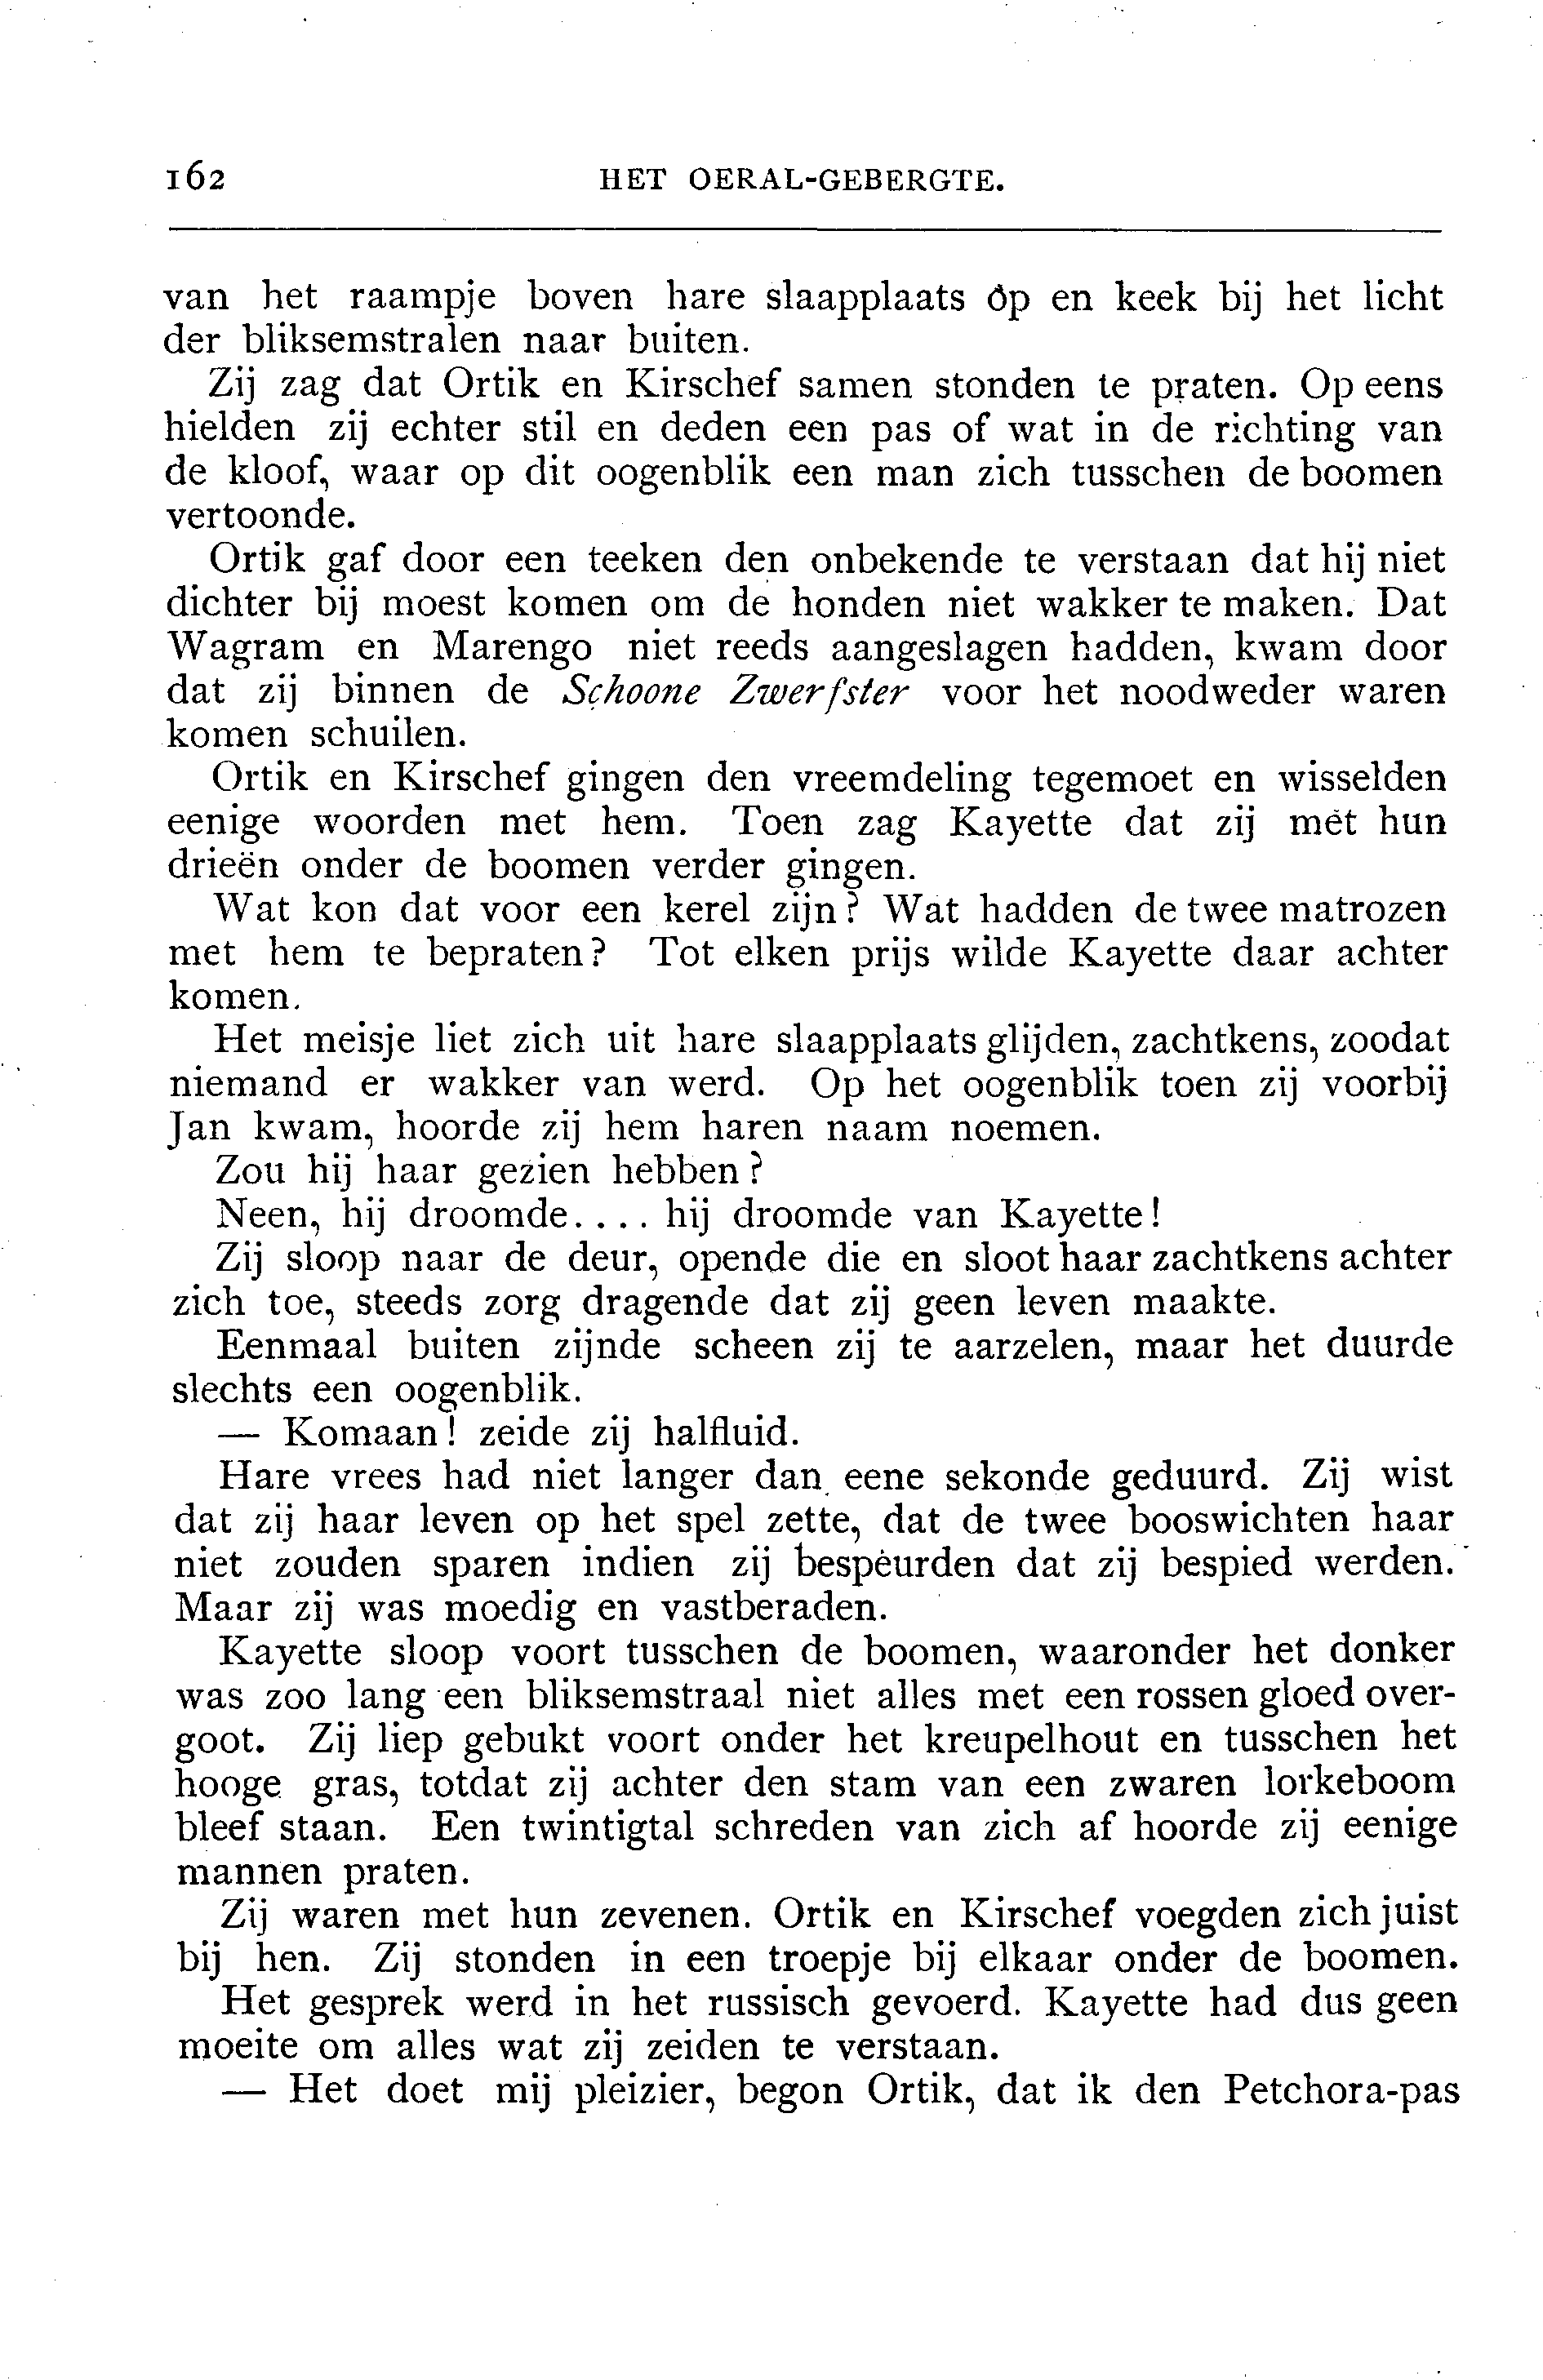 162 HET OERAL-GEBERGTE.
van het raampje boven hare slaapplaats op en keek bij het licht
der bliksemstralen naar buiten.
Zij zag dat Ortik en Kirschef samen stonden te praten. Op eens
hielden zij echter stil en deden een pas of wat in de richting van
de kloof, waar op dit oogenblik een man zich tusschen de boomen
vertoonde.
Ortik gaf door een teeken den onbekende te verstaan dat hij niet
dichter bij moest komen om de honden niet wakker te maken. Dat
Wagram en Marengo niet reeds aangeslagen hadden, kwam door
dat zij binnen de Schoone Zwerfster voor het noodweder waren
komen schuilen.
Ortik en Kirschef gingen den vreemdeling tegemoet en wisselden
eenige woorden met hem. Toen zag Kayette dat zij met hun
drieën onder de boomen verder gingen.
Wat kon dat voor een kerel zijn? Wat hadden de twee matrozen
met hem te bepraten? Tot elken prijs wilde Kayette daar achter
komen.
Het meisje liet zich uit hare slaapplaats glijden, zachtkens, zoodat
niemand er wakker van werd. Op het oogenblik toen zij voorbij
Jan kwam, hoorde zij hem haren naam noemen.
Zou hij haar gezien hebben?
Neen, hij droomde.... hij droomde van Kayette!
Zij sloop naar de deur, opende die en sloot haar zachtkens achter
zich toe, steeds zorg dragende dat zij geen leven maakte.
Eenmaal buiten zijnde scheen zij te aarzelen, maar het duurde
slechts een oogenblik.
— Komaan! zeide zij halfluid.
Hare vrees had niet langer dan eene sekonde geduurd. Zij wist
dat zij haar leven op het spel zette, dat de twee booswichten haar
niet zouden sparen indien zij bespeurden dat zij bespied werden.
Maar zij was moedig en vastberaden.
Kayette sloop voort tusschen de boomen, waaronder het donker
was zoo lang een bliksemstraal niet alles met een rossen gloed over-
goot. Zij liep gebukt voort onder het kreupelhout en tusschen het
hooge gras, totdat zij achter den stam van een zwaren lorkeboom
bleef staan. Een twintigtal schreden van zich af hoorde zij eenige
mannen praten.
Zij waren met hun zevenen. Ortik en Kirschef voegden zich juist
bij hen. Zij stonden in een troepje bij elkaar onder de boomen.
Het gesprek werd in het russisch gevoerd. Kayette had dus geen
moeite om alles wat zij zeiden te verstaan.
— Het doet mij pleizier, begon Ortik, dat ik den Petchora-pas